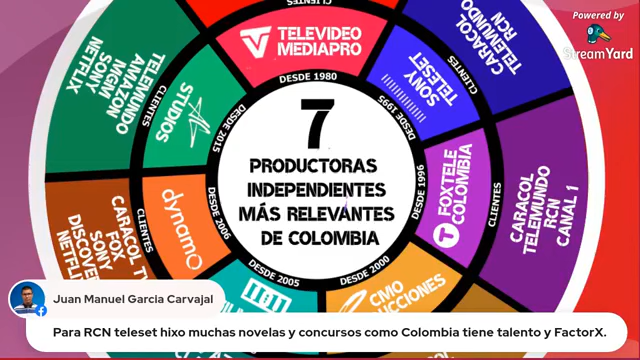 Powered by
StreamYard
CLIENTES
TELEVIDEO
MEDIAPRO
DESDE 1980
CARACOL
TELEMUNDO
RCN
CLIENTES
SONY
TELESET
DESDE 1995
TELEMUNDO
AMAZON
MGM
SONY
NETFLIX
CLIENTES
STUDIOS
DESDE 2015
7
PRODUCTORAS
INDEPENDIENTES
MÁS RELEVANTES
DE COLOMBIA
DESDE 1996
FOXTELE
COLOMBIA
CLIENTES
CARACOL
TELEMUNDO
RCN
CANAL 1
CARACOL TV
FOX
SONY
DISCOVERY
NETFLIX
CLIENTES
dynamo
DESDE 2006
DESDE 2005
DESDE 2000
CMO
Juan Manuel Garcia Carvajal
Para RCN teleset hixo muchas novelas y concursos como Colombia tiene talento y FactorX.